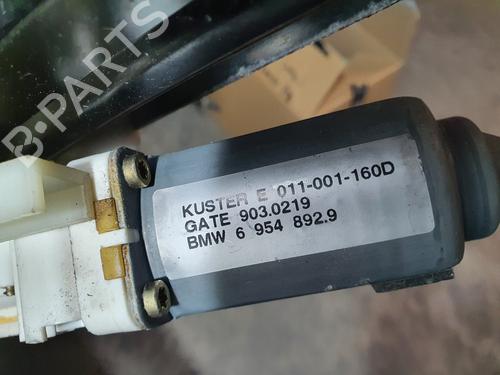 B-PARTS
KUSTER E 011-001-160D
GATE 903.0219
BMW 6 954 892.9